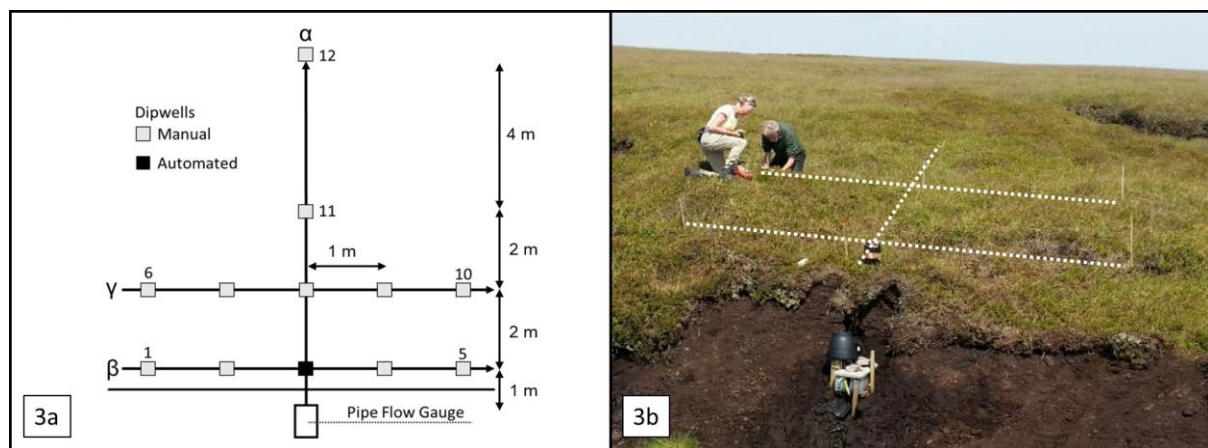 α
12
Dipwells
Manual
Automated
4 m
11
2 m
1 m
6
10
γ
2 m
1
5
β
1 m
Pipe Flow Gauge
3a
3b